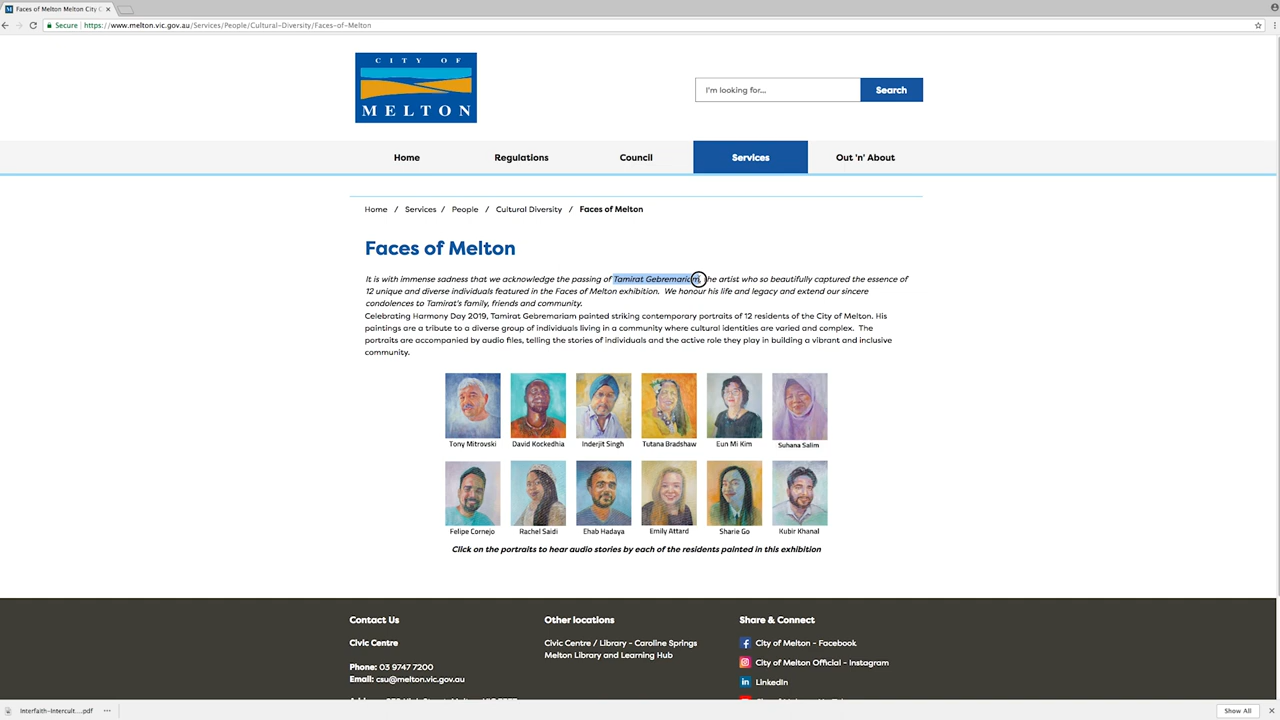 Faces of Melton Melton City C
Secure https://www.melton.vic.gov.au/Services/People/Cultural-Diversity/Faces-of-Melton
CITY OF
MELTON
I'm looking for...
Search
Home
Regulations
Council
Services
Out 'n' About
Home / Services / People / Cultural Diversity / Faces of Melton
Faces of Melton
It is with immense sadness that we acknowledge the passing of Tamirat Gebremariam, the artist who so beautifully captured the essence of
12 unique and diverse individuals featured in the Faces of Melton exhibition. We honour his life and legacy and extend our sincere
condolences to Tamirat's family, friends and community.
Celebrating Harmony Day 2019, Tamirat Gebremariam painted striking contemporary portraits of 12 residents of the City of Melton. His
paintings are a tribute to a diverse group of individuals living in a community where cultural identities are varied and complex. The
portraits are accompanied by audio files, telling the stories of individuals and the active role they play in building a vibrant and inclusive
community.
Tony Mitrovski
David Kockedhia
Inderjit Singh
Tutana Bradshaw
Eun Mi Kim
Suhana Salim
Felipe Cornejo
Rachel Saidi
Ehab Hadaya
Emily Attard
Sharie Go
Kubir Khanal
Click on the portraits to hear audio stories by each of the residents painted in this exhibition
Contact Us
Civic Centre
Phone: 03 9747 7200
Email: csu@melton.vic.gov.au
Other locations
Civic Centre / Library - Caroline Springs
Melton Library and Learning Hub
Share & Connect
City of Melton - Facebook
City of Melton Official - Instagram
LinkedIn
Interfaith-Intercult....pdf
Show All